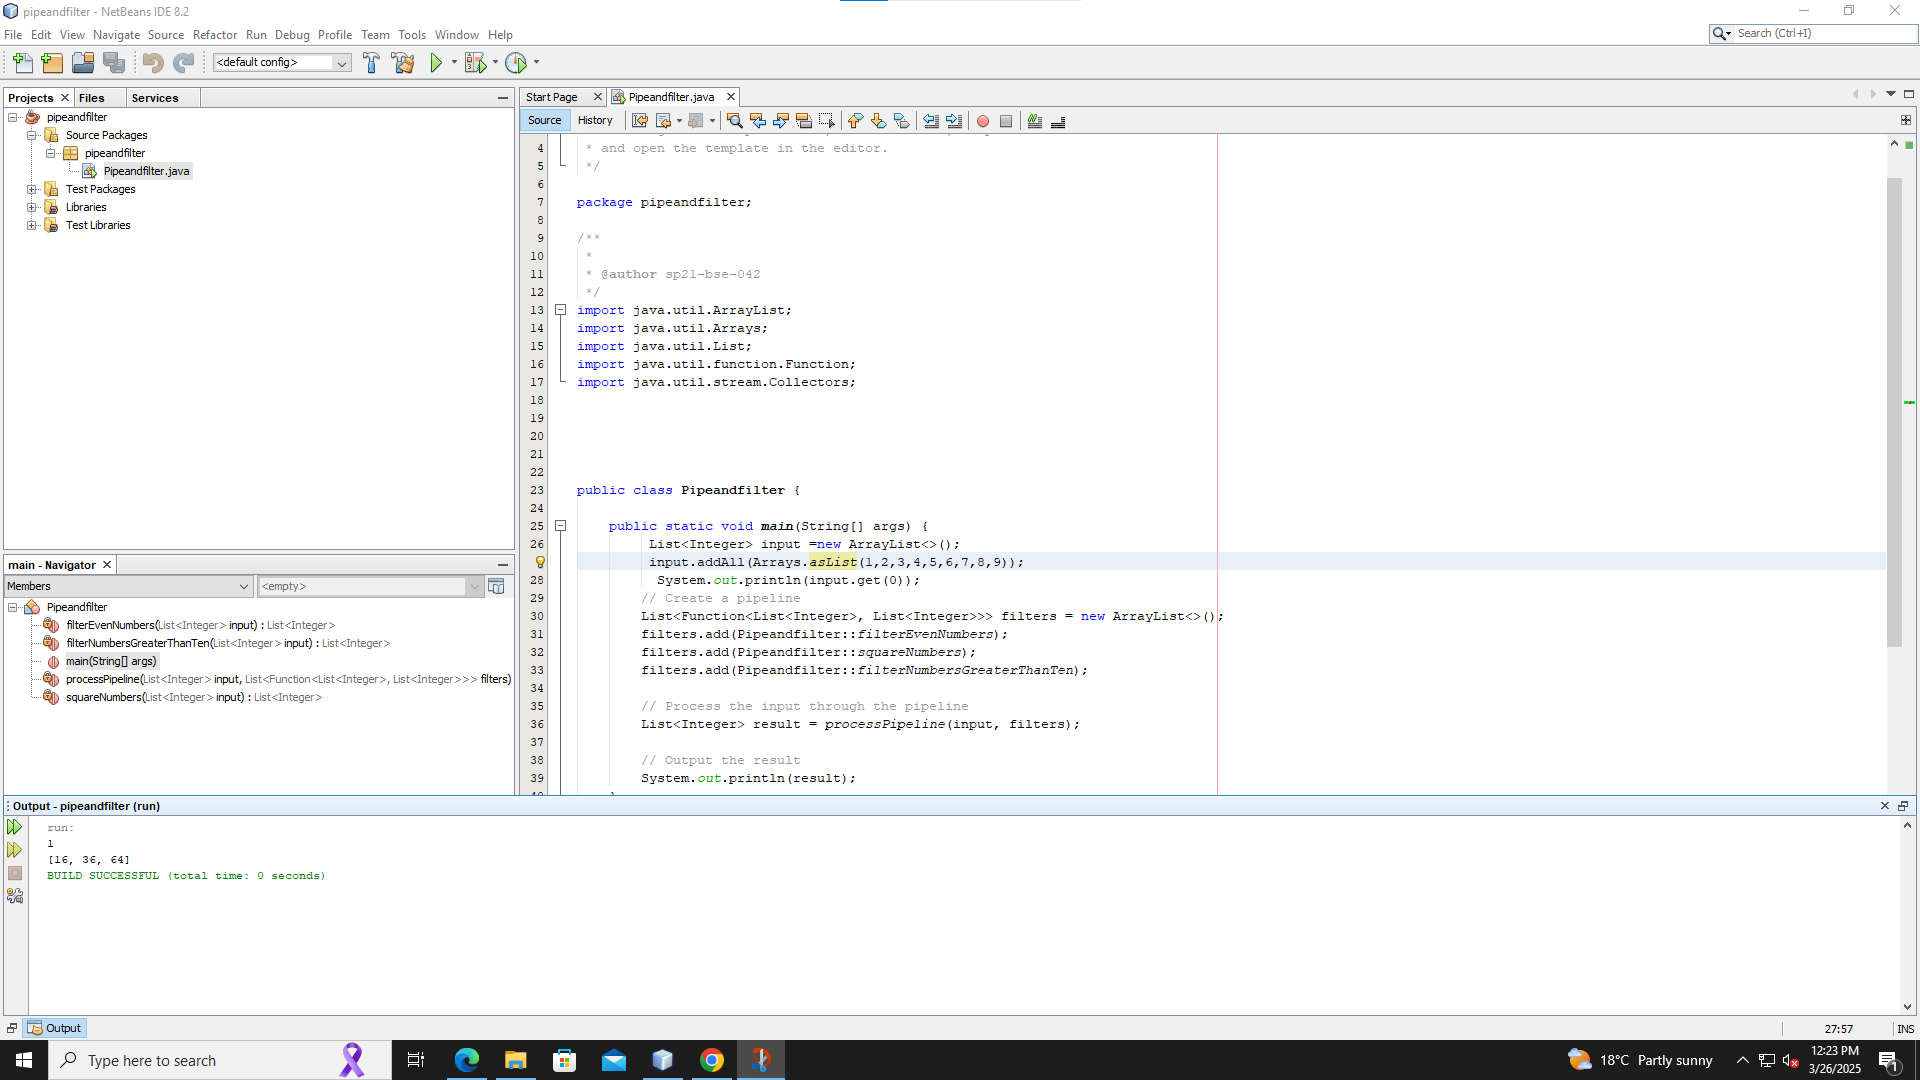 pipeandfilter - NetBeans IDE 8.2
File Edit View Navigate Source Refactor Run Debug Profile Team Tools Window Help
Search (Ctrl+I)
<default config>
Projects Files Services
pipeandfilter
Source Packages
pipeandfilter
Pipeandfilter.java
Test Packages
Libraries
Test Libraries
main - Navigator
Members <empty>
Pipeandfilter
filterEvenNumbers(List<Integer> input) : List<Integer>
filterNumbersGreaterThanTen(List<Integer> input) : List<Integer>
main(String[] args)
processPipeline(List<Integer> input, List<Function<List<Integer>, List<Integer>>> filters)
squareNumbers(List<Integer> input) : List<Integer>
Start Page Pipeandfilter.java
Source History
4 * and open the template in the editor.
5 */
6
7 package pipeandfilter;
8
9 /**
10 *
11 * @author sp21-bse-042
12 */
13 import java.util.ArrayList;
14 import java.util.Arrays;
15 import java.util.List;
16 import java.util.function.Function;
17 import java.util.stream.Collectors;
18
19
20
21
22
23 public class Pipeandfilter {
24
25 public static void main(String[] args) {
26 List<Integer> input =new ArrayList<>();
input.addAll(Arrays.asList(1,2,3,4,5,6,7,8,9));
28 System.out.println(input.get(0));
29 // Create a pipeline
30 List<Function<List<Integer>, List<Integer>>> filters = new ArrayList<>();
31 filters.add(Pipeandfilter::filterEvenNumbers);
32 filters.add(Pipeandfilter::squareNumbers);
33 filters.add(Pipeandfilter::filterNumbersGreaterThanTen);
34
35 // Process the input through the pipeline
36 List<Integer> result = processPipeline(input, filters);
37
38 // Output the result
39 System.out.println(result);
Output - pipeandfilter (run)
run:
1
[16, 36, 64]
BUILD SUCCESSFUL (total time: 0 seconds)
Output
27:57 INS
Type here to search
18°C Partly sunny
12:23 PM
3/26/2025
1